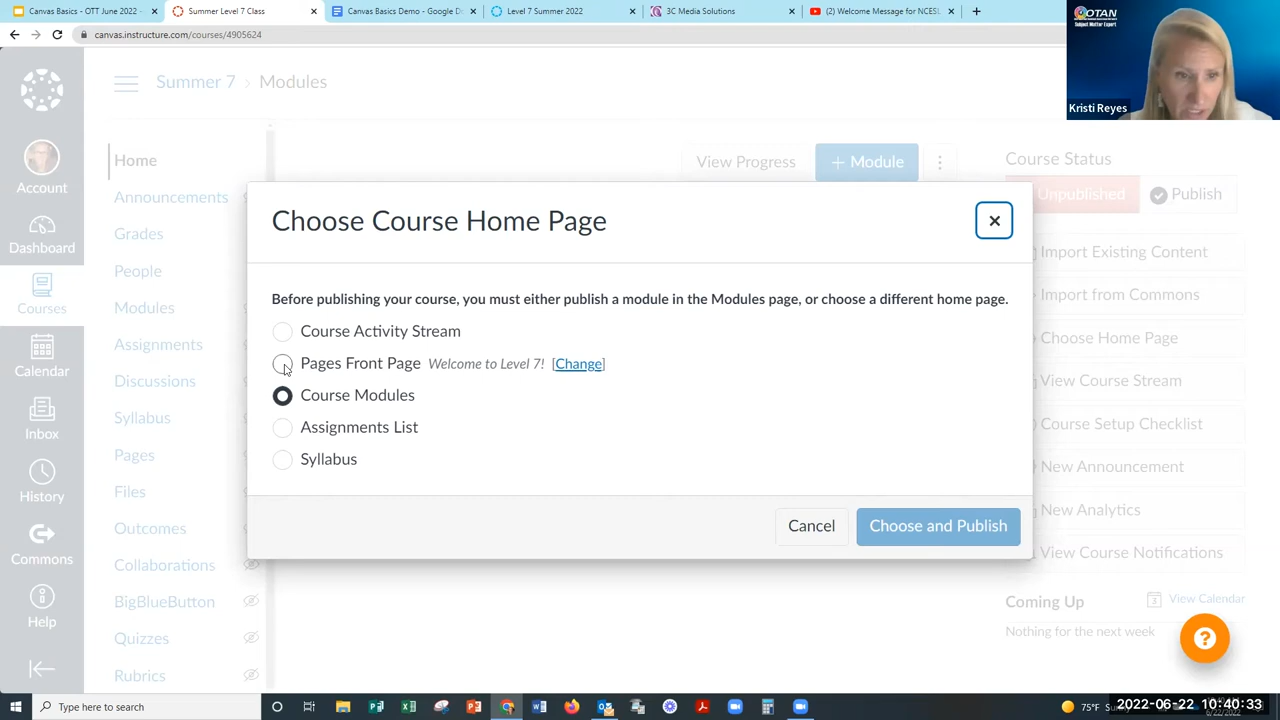 Canvas Basics - OTT June 2022
Summer Level 7 Class
Canvas Basics Demo - Google D
Level 7 Summer 2022
3C Media Solutions
(2) Welcome Message for NCESL
canvas.instructure.com/courses/4905624
OTAN
Subject Matter Expert
Kristi Reyes
Summer 7 › Modules
Account
Dashboard
Courses
Calendar
Inbox
History
Commons
Help
Home
Announcements
Grades
People
Modules
Assignments
Discussions
Syllabus
Pages
Files
Outcomes
Collaborations
BigBlueButton
Quizzes
Rubrics
View Progress
+ Module
Choose Course Home Page
Before publishing your course, you must either publish a module in the Modules page, or choose a different home page.
Course Activity Stream
Pages Front Page Welcome to Level 7! [Change]
Course Modules
Assignments List
Syllabus
Cancel
Choose and Publish
Course Status
Unpublished
Publish
Import Existing Content
Import from Commons
Choose Home Page
View Course Stream
Course Setup Checklist
New Announcement
New Analytics
View Course Notifications
Coming Up
View Calendar
Nothing for the next week
Type here to search
75°F
2022-06-22 10:40:33